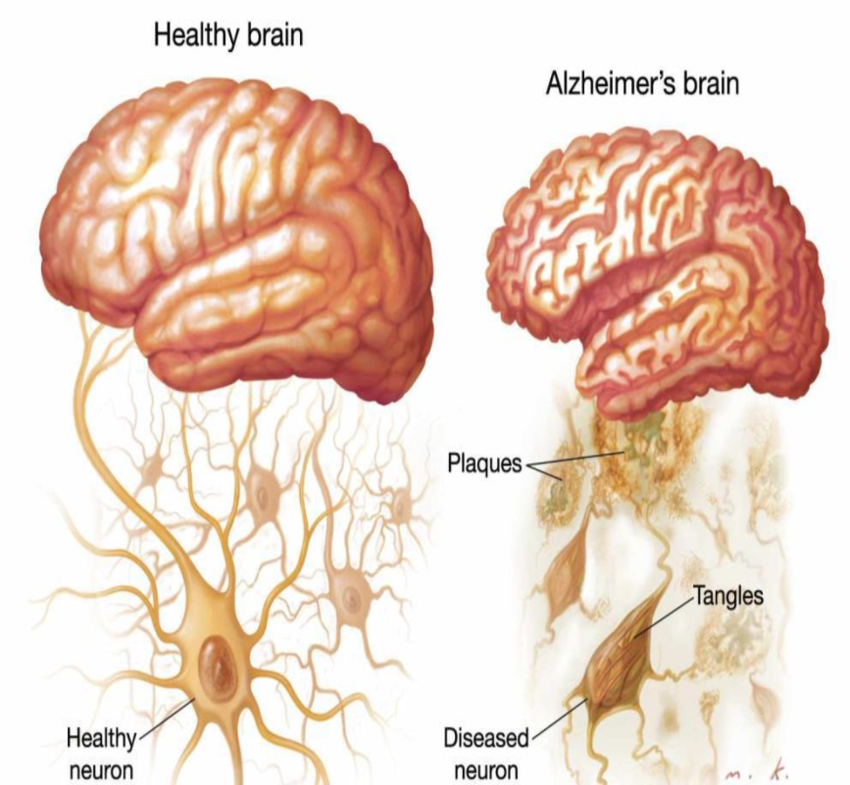 Healthy brain
Alzheimer's brain
Plaques
Tangles
Healthy
neuron
Diseased
neuron
m. k.